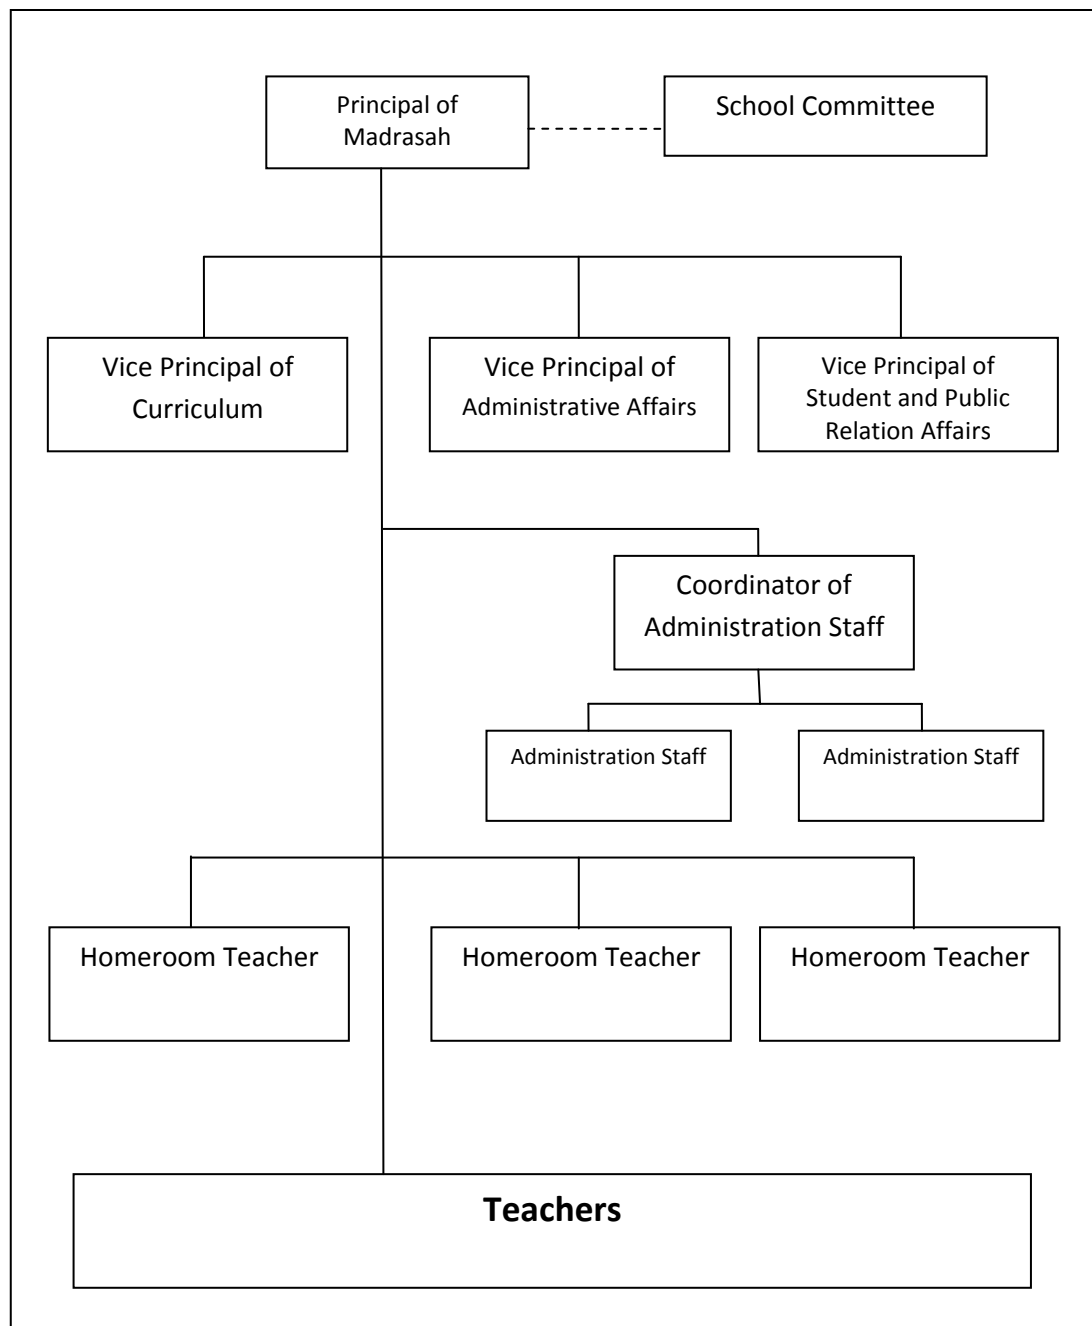 Principal of
Madrasah
School Committee
Vice Principal of
Curriculum
Vice Principal of
Administrative Affairs
Vice Principal of
Student and Public
Relation Affairs
Coordinator of
Administration Staff
Administration Staff
Administration Staff
Homeroom Teacher
Homeroom Teacher
Homeroom Teacher
Teachers